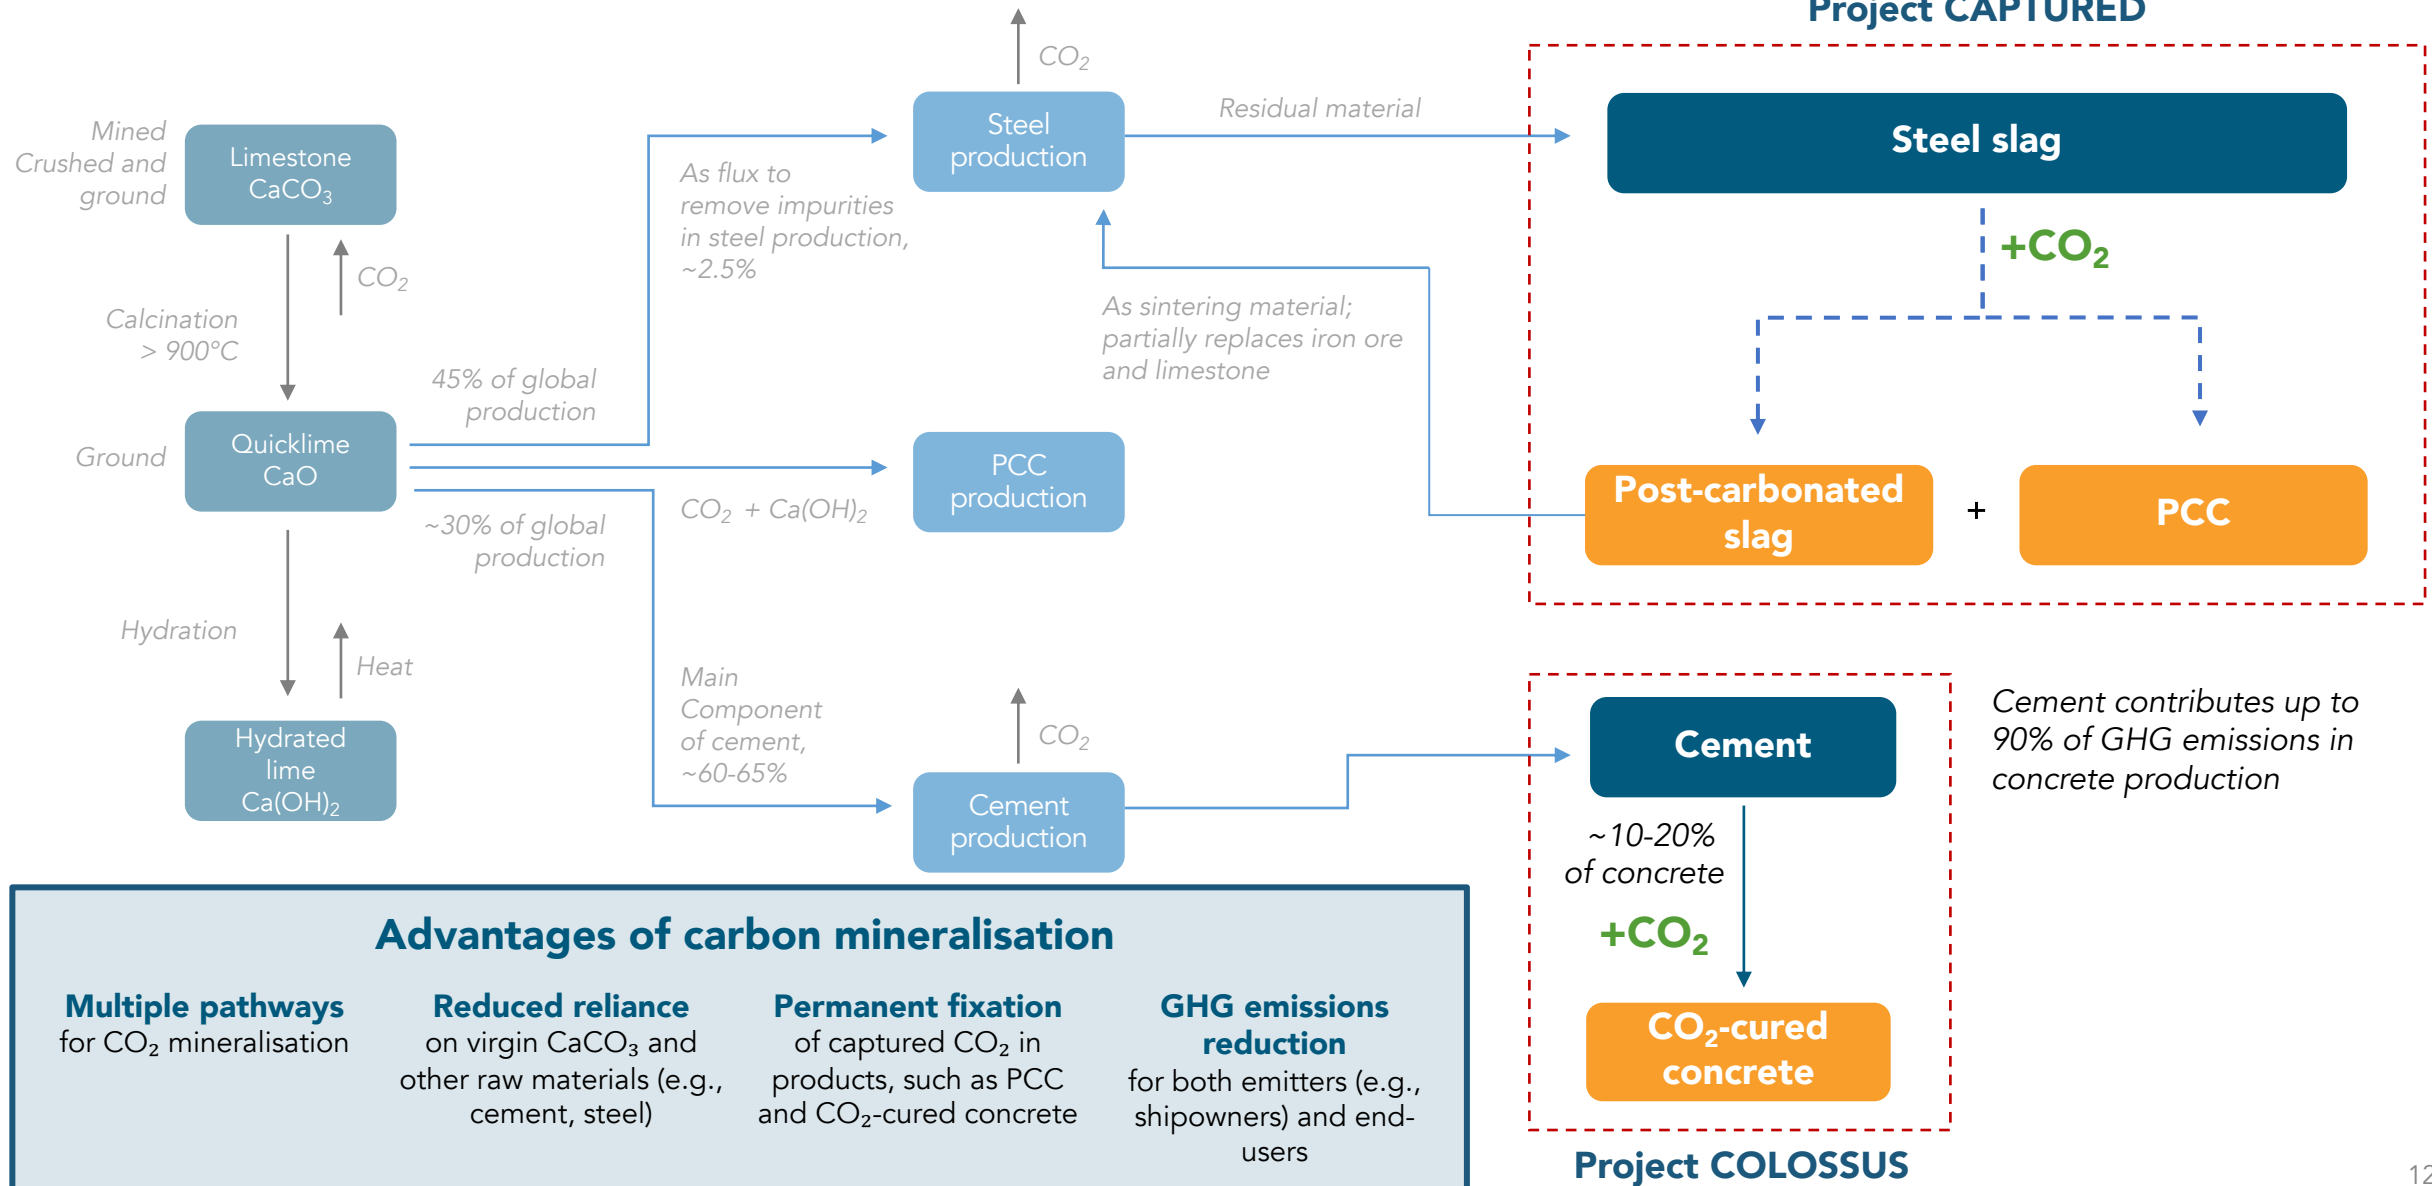 Project CAPTURED
CO₂
Mined
Crushed and
ground
Limestone
CaCO₃
CO₂
Calcination
> 900°C
45% of global
production
Ground
Quicklime
CaO
~30% of global
production
Hydration
Heat
Hydrated
lime
Ca(OH)₂
As flux to
remove impurities
in steel production,
~2.5%
Steel
production
Residual material
As sintering material;
partially replaces iron ore
and limestone
PCC
production
CO₂ + Ca(OH)₂
Main
Component
of cement,
~60-65%
CO₂
Cement
production
Steel slag
+CO₂
Post-carbonated
slag
+
PCC
Cement
~10-20%
of concrete
+CO₂
CO₂-cured
concrete
Project COLOSSUS
Cement contributes up to
90% of GHG emissions in
concrete production
Advantages of carbon mineralisation
Multiple pathways
for CO₂ mineralisation
Reduced reliance
on virgin CaCO₃ and
other raw materials (e.g.,
cement, steel)
Permanent fixation
of captured CO₂ in
products, such as PCC
and CO₂-cured concrete
GHG emissions
reduction
for both emitters (e.g.,
shipowners) and end-
users
12